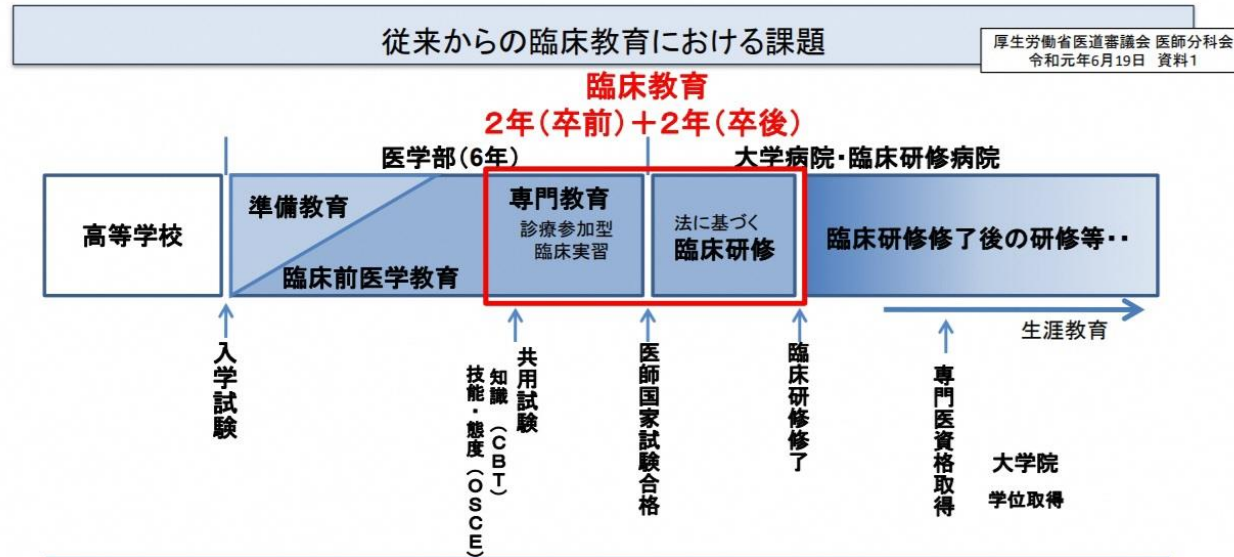 従来からの臨床教育における課題
厚生労働省医道審議会 医師分科会
令和元年6月19日 資料1
臨床教育
2年(卒前)+2年(卒後)
医学部(6年)
大学病院・臨床研修病院
高等学校
準備教育
臨床前医学教育
専門教育
診療参加型
臨床実習
法に基づく
臨床研修
臨床研修修了後の研修等‥
生涯教育
入学試験
共用試験
知識 (CBT)
技能・態度(OSCE)
医師国家試験合格
臨床研修修了
専門医資格取得
大学院
学位取得